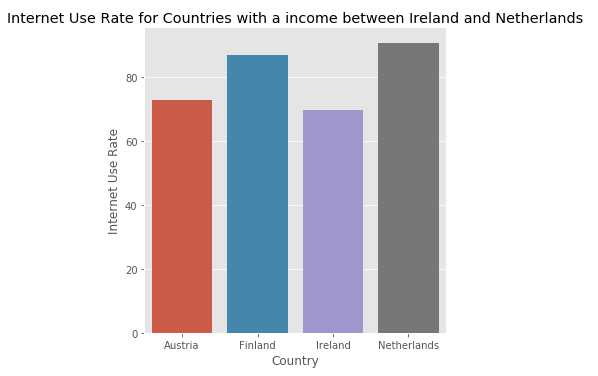 Internet Use Rate for Countries with a income between Ireland and Netherlands
80
60
40
20
0
Internet Use Rate
Austria
Finland
Ireland
Netherlands
Country